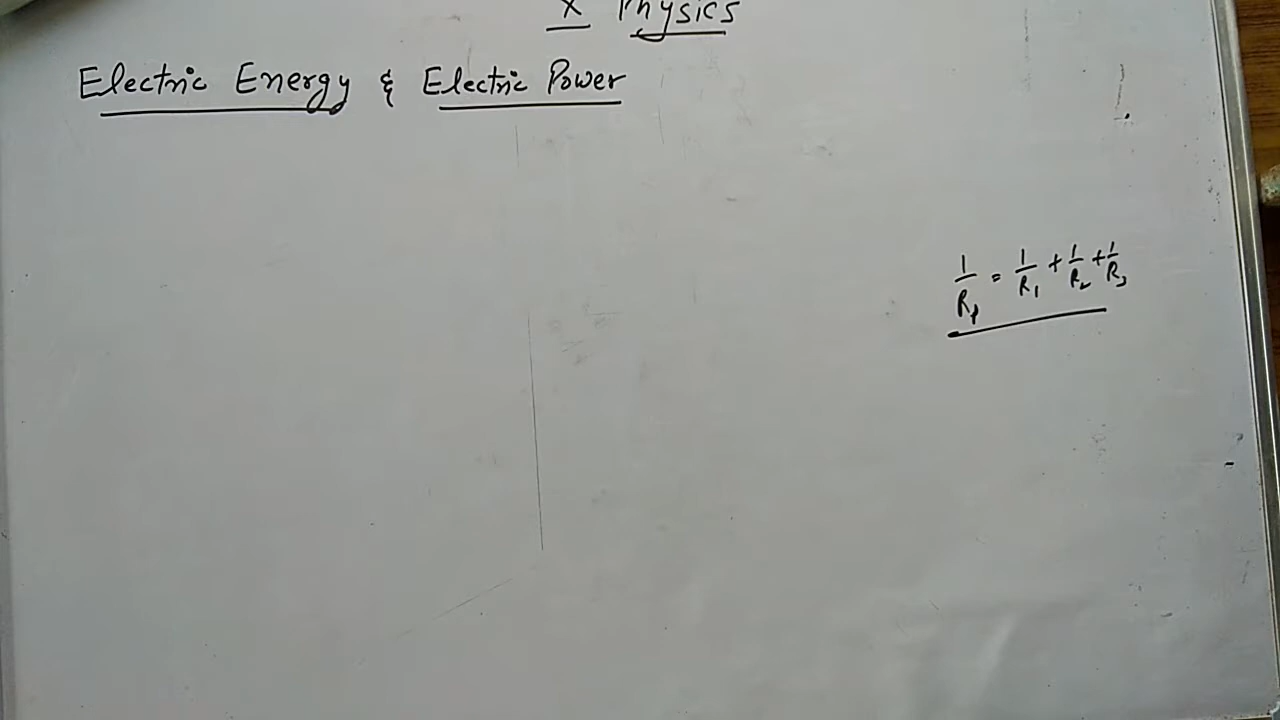 X Physics
Electric Energy & Electric Power
1/Rp = 1/R1 + 1/R2 + 1/R3